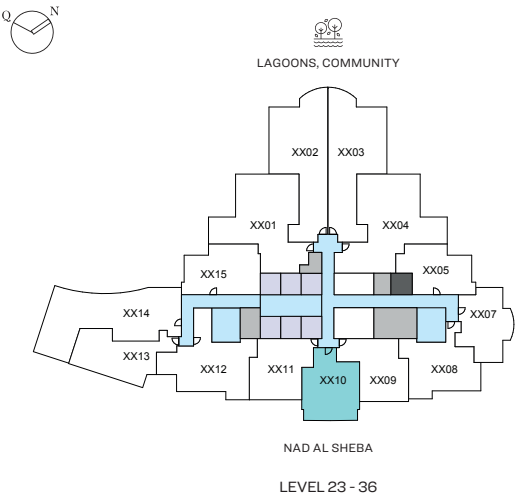 Q N
LAGOONS, COMMUNITY
XX02 XX03
XX01 XX04
XX15 XX05
XX14 XX07
XX13
XX12 XX11 XX10 XX09 XX08
NAD AL SHEBA
LEVEL 23 - 36